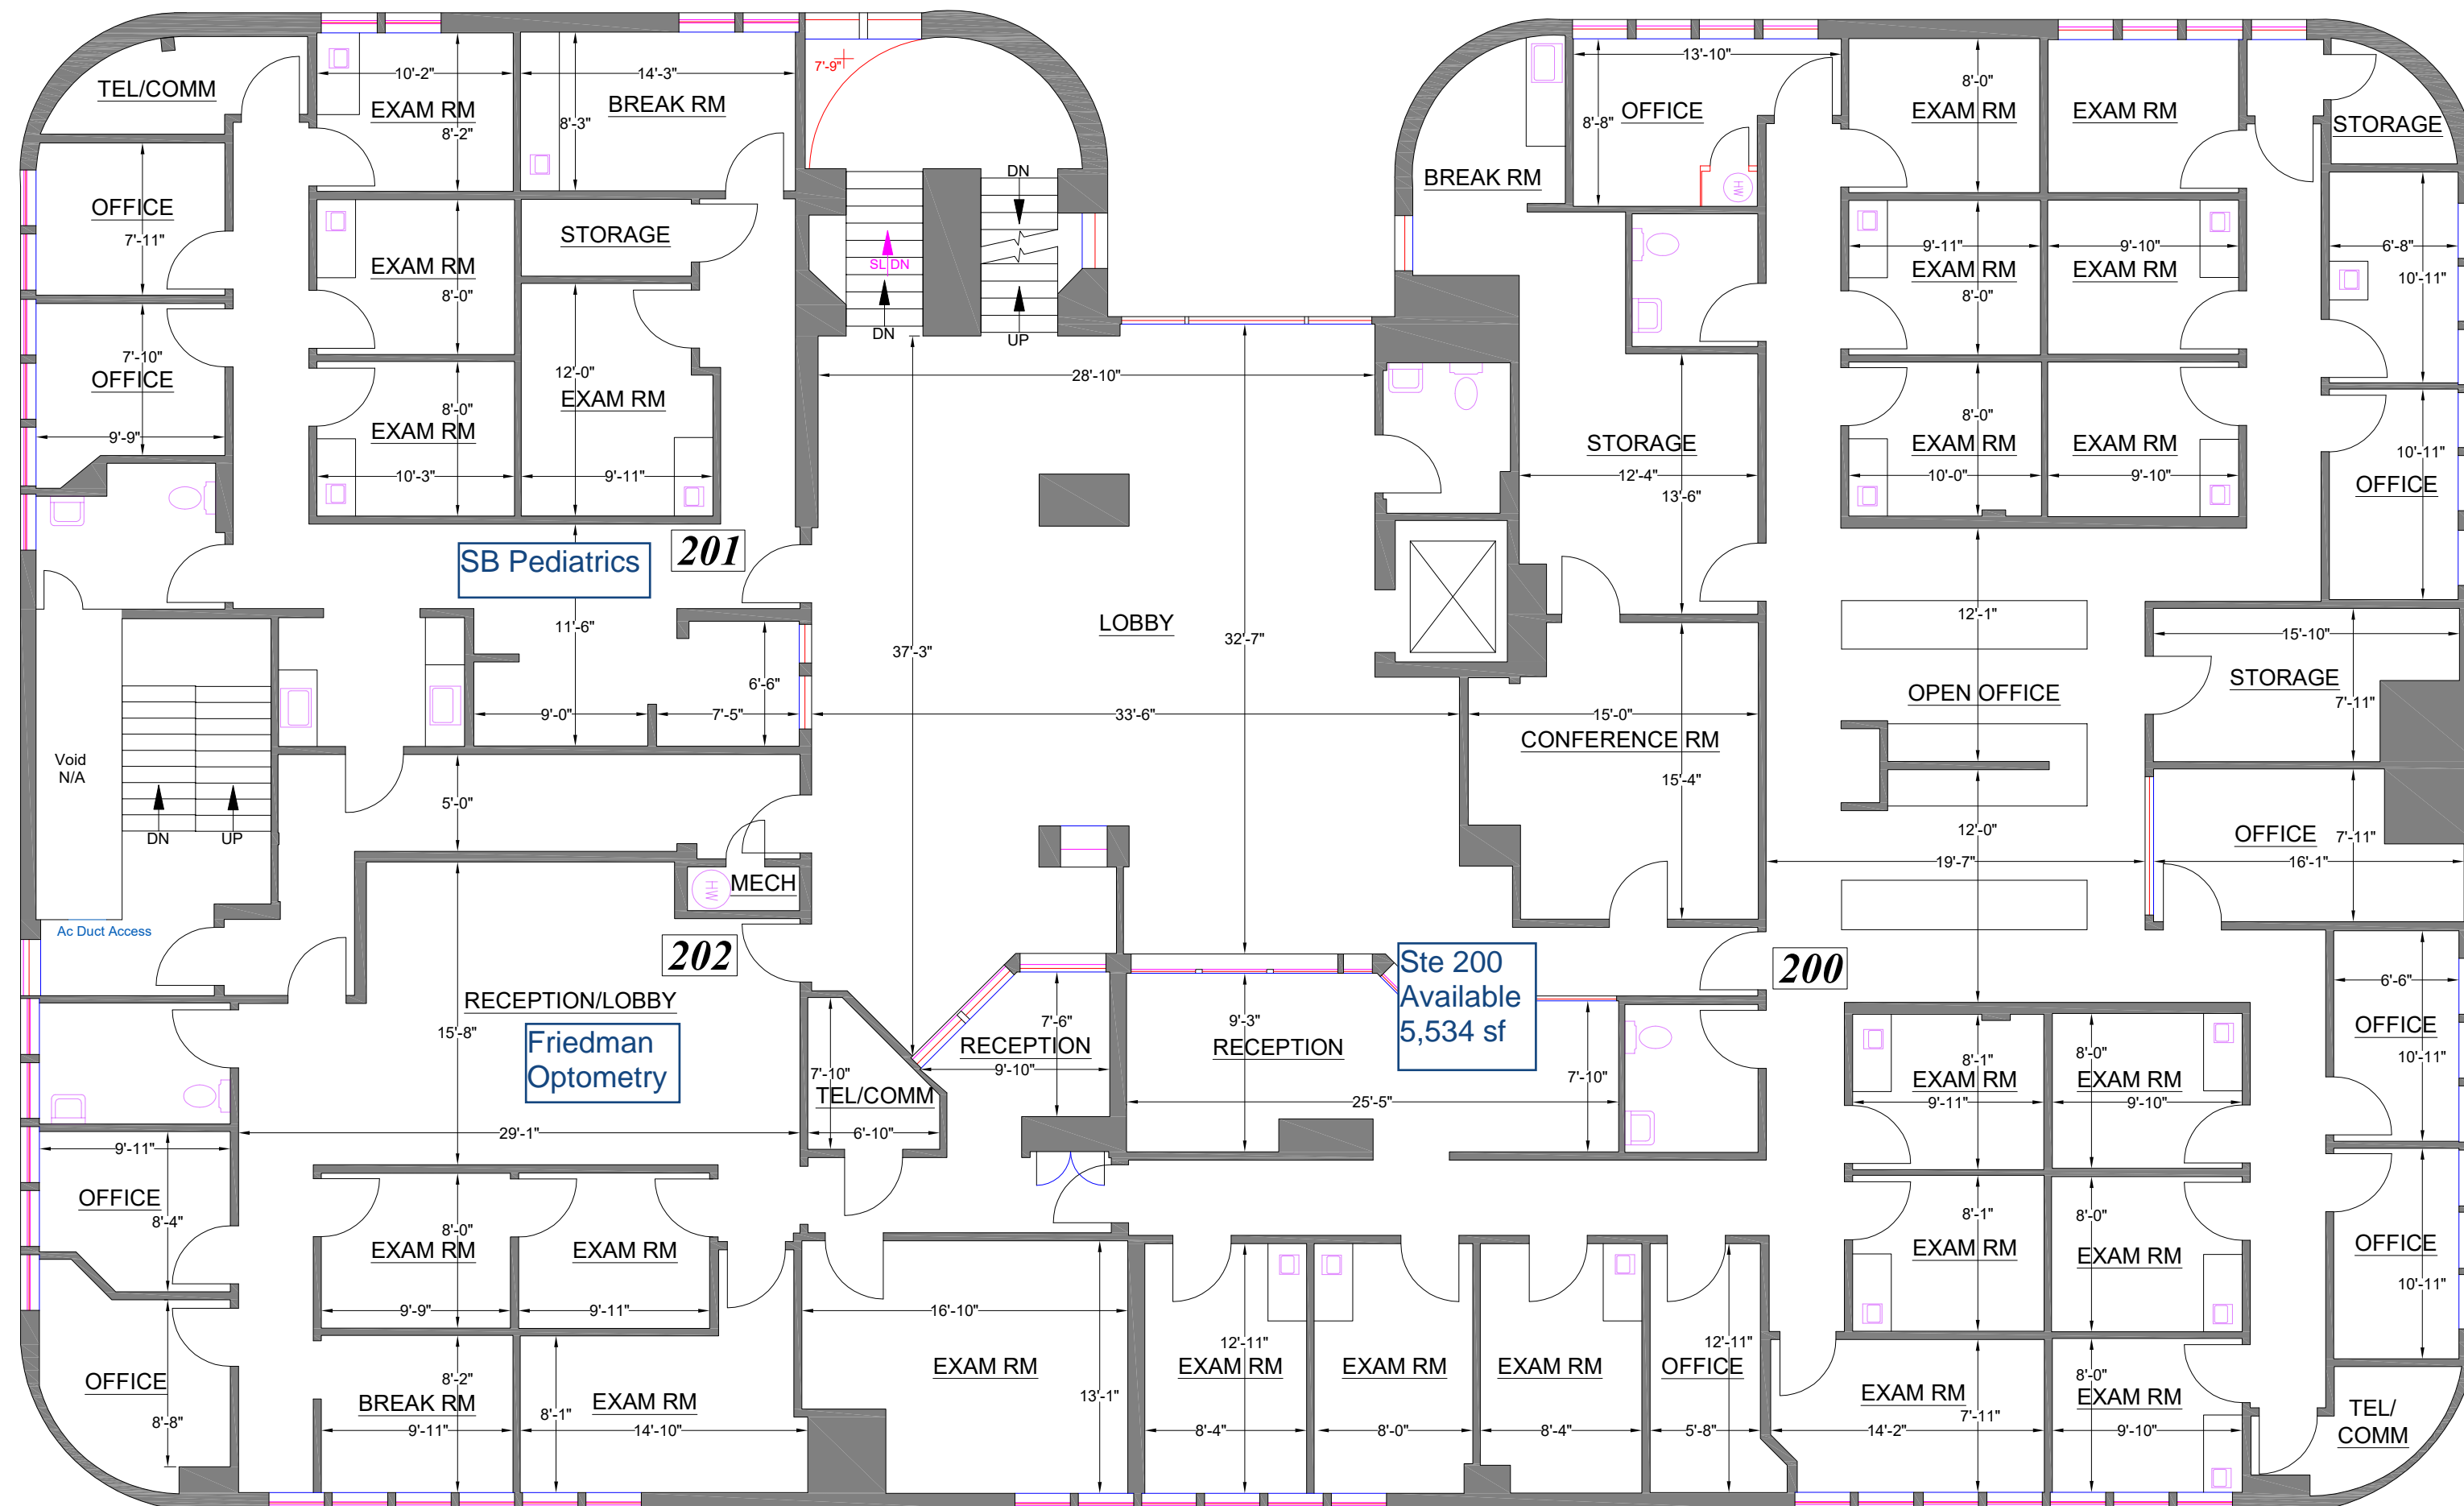 7'-9"
10'-2"
14'-3"
13'-10"
TEL/COMM
EXAM RM
8'-2"
BREAK RM
8'-3"
OFFICE
8'-8"
8'-0"
EXAM RM
EXAM RM
STORAGE
DN
BREAK RM
HW
OFFICE
7'-11"
STORAGE
EXAM RM
8'-0"
SL DN
DN
UP
9'-11"
EXAM RM
8'-0"
9'-10"
EXAM RM
6'-8"
10'-11"
7'-10"
OFFICE
9'-9"
12'-0"
EXAM RM
9'-11"
8'-0"
EXAM RM
10'-3"
28'-10"
STORAGE
12'-4"
13'-6"
8'-0"
EXAM RM
10'-0"
EXAM RM
9'-10"
10'-11"
OFFICE
SB Pediatrics
201
11'-6"
LOBBY
37'-3"
32'-7"
12'-1"
15'-10"
STORAGE
7'-11"
6'-6"
9'-0"
7'-5"
33'-6"
15'-0"
CONFERENCE RM
15'-4"
OPEN OFFICE
Void
N/A
DN
UP
5'-0"
12'-0"
OFFICE
7'-11"
19'-7"
16'-1"
HW
MECH
Ac Duct Access
202
Ste 200
Available
5,534 sf
200
RECEPTION/LOBBY
15'-8"
Friedman
Optometry
7'-6"
RECEPTION
9'-10"
9'-3"
RECEPTION
6'-6"
OFFICE
10'-11"
7'-10"
TEL/COMM
6'-10"
7'-10"
25'-5"
8'-1"
EXAM RM
9'-11"
8'-0"
EXAM RM
9'-10"
29'-1"
9'-11"
OFFICE
8'-4"
8'-0"
EXAM RM
9'-9"
EXAM RM
9'-11"
8'-1"
EXAM RM
8'-0"
EXAM RM
OFFICE
10'-11"
16'-10"
EXAM RM
13'-1"
12'-11"
EXAM RM
8'-4"
EXAM RM
8'-0"
EXAM RM
8'-4"
12'-11"
OFFICE
5'-8"
OFFICE
8'-8"
8'-2"
BREAK RM
9'-11"
8'-1"
EXAM RM
14'-10"
EXAM RM
7'-11"
14'-2"
8'-0"
EXAM RM
9'-10"
TEL/
COMM